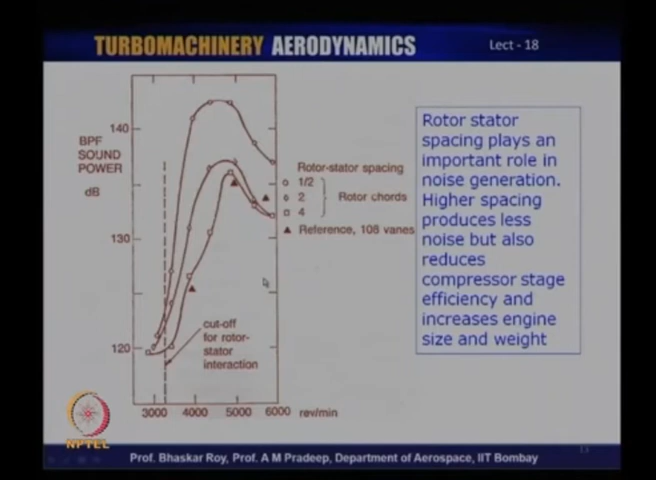 TURBOMACHINERY AERODYNAMICS
Lect - 18
BPF
SOUND
POWER
dB
140
130
120
3000
4000
5000
6000
rev/min
cut-off
for rotor-
stator
interaction
Rotor-stator spacing
1/2
2
4
Rotor chords
Reference, 108 vanes
Rotor stator
spacing plays an
important role in
noise generation.
Higher spacing
produces less
noise but also
reduces
compressor stage
efficiency and
increases engine
size and weight
NPTEL
Prof. Bhaskar Roy, Prof. A M Pradeep, Department of Aerospace, IIT Bombay
13